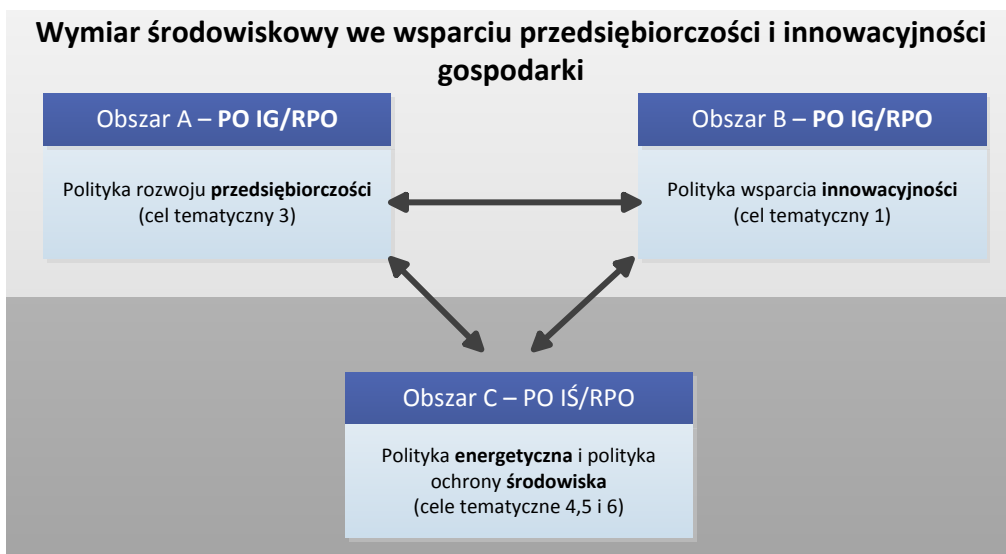 Wymiar środowiskowy we wsparciu przedsiębiorczości i innowacyjności
gospodarki
Obszar A – PO IG/RPO
Polityka rozwoju przedsiębiorczości
(cel tematyczny 3)
Obszar B – PO IG/RPO
Polityka wsparcia innowacyjności
(cel tematyczny 1)
Obszar C – PO IŚ/RPO
Polityka energetyczna i polityka
ochrony środowiska
(cele tematyczne 4,5 i 6)